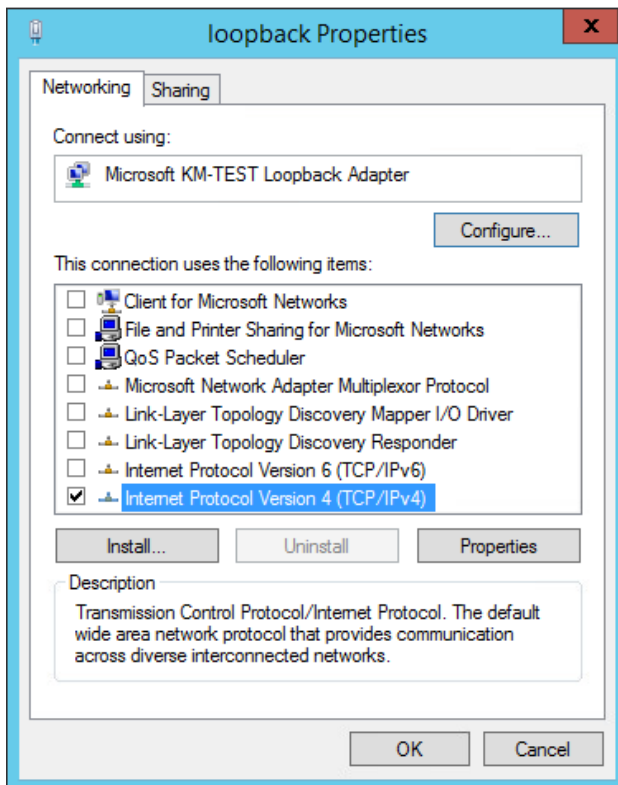 loopback Properties
x
Networking
Sharing
Connect using:
Microsoft KM-TEST Loopback Adapter
Configure...
This connection uses the following items:
Client for Microsoft Networks
File and Printer Sharing for Microsoft Networks
QoS Packet Scheduler
Microsoft Network Adapter Multiplexor Protocol
Link-Layer Topology Discovery Mapper I/O Driver
Link-Layer Topology Discovery Responder
Internet Protocol Version 6 (TCP/IPv6)
Internet Protocol Version 4 (TCP/IPv4)
Install...
Uninstall
Properties
Description
Transmission Control Protocol/Internet Protocol. The default
wide area network protocol that provides communication
across diverse interconnected networks.
OK
Cancel